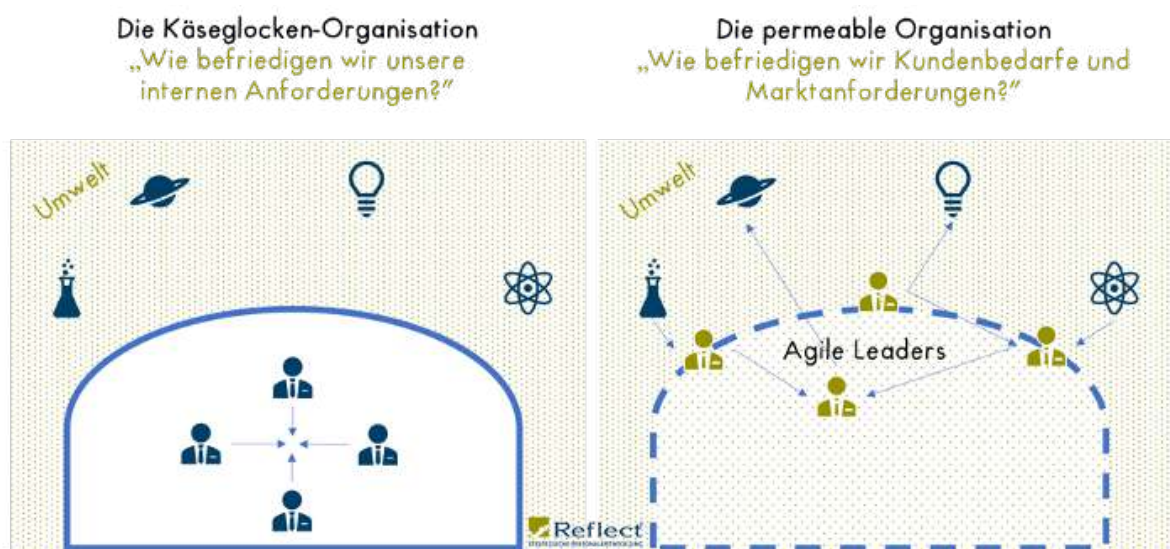 Die Käseglocken-Organisation
„Wie befriedigen wir unsere
internen Anforderungen?"
Die permeable Organisation
„Wie befriedigen wir Kundenbedarfe und
Marktanforderungen?"
Umwelt
Umwelt
Agile Leaders
Reflect